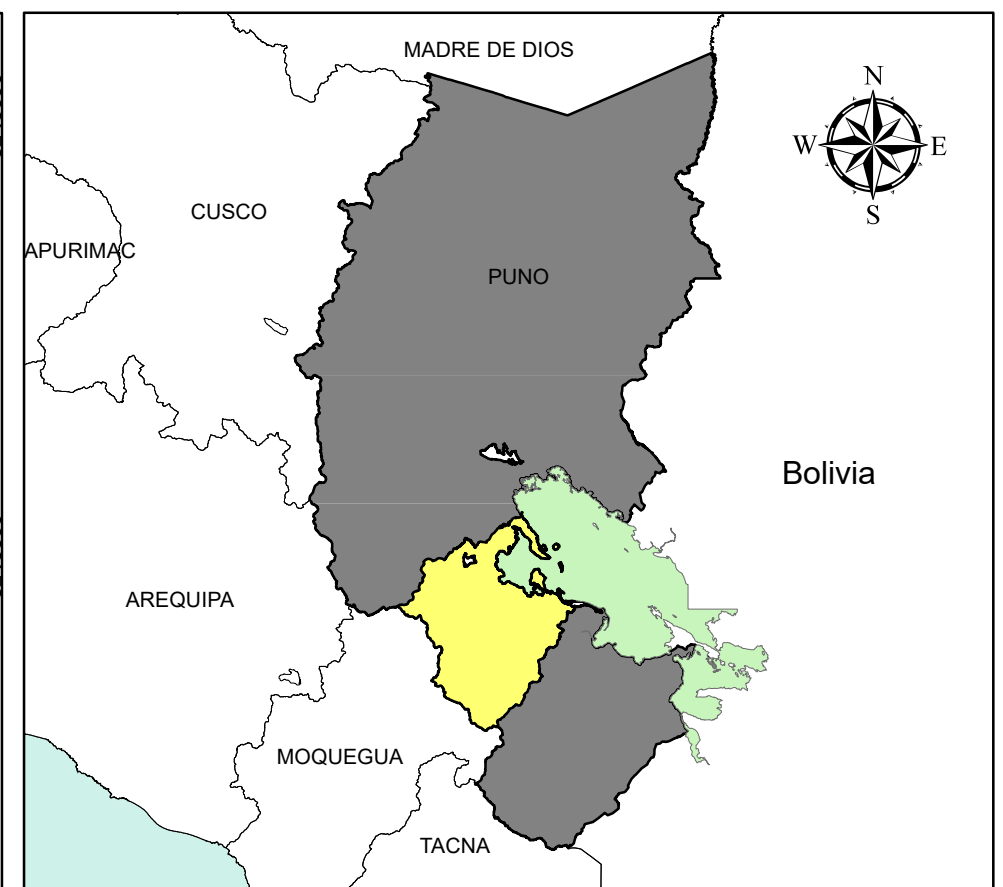 MADRE DE DIOS
N
W
E
S
CUSCO
APURIMAC
PUNO
Bolivia
AREQUIPA
MOQUEGUA
TACNA